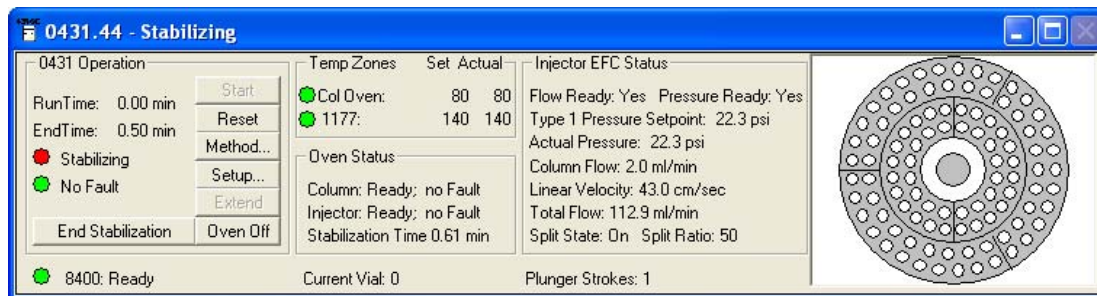 0431.44 - Stabilizing
0431 Operation
RunTime: 0.00 min
EndTime: 0.50 min
Stabilizing
No Fault
Start
Reset
Method...
Setup...
Extend
End Stabilization
Oven Off
Temp Zones Set Actual
Col Oven: 80 80
1177: 140 140
Oven Status
Column: Ready; no Fault
Injector: Ready; no Fault
Stabilization Time 0.61 min
Injector EFC Status
Flow Ready: Yes Pressure Ready: Yes
Type 1 Pressure Setpoint: 22.3 psi
Actual Pressure: 22.3 psi
Column Flow: 2.0 ml/min
Linear Velocity: 43.0 cm/sec
Total Flow: 112.9 ml/min
Split State: On Split Ratio: 50
8400: Ready
Current Vial: 0
Plunger Strokes: 1